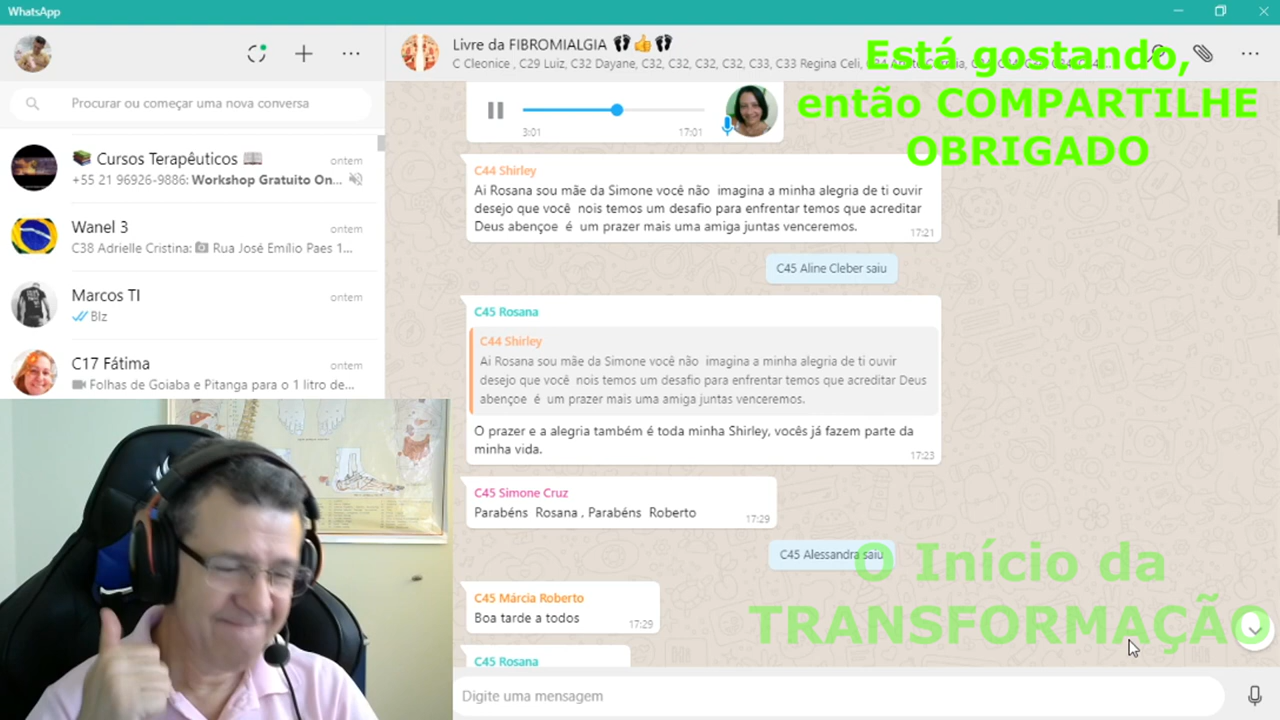 WhatsApp
Livre da FIBROMIALGIA
C Cleonice , C29 Luiz, C32 Dayane, C32, C32, C32, C33, C33 Regina Celi,
Está gostando,
então COMPARTILHE
OBRIGADO
Procurar ou começar uma nova conversa
Cursos Terapêuticos
ontem
+55 21 96926-9886: Workshop Gratuito On...
Wanel 3
C38 Adrielle Cristina: Rua José Emílio Paes 1...
Marcos TI
ontem
Blz
C17 Fátima
ontem
Folhas de Goiaba e Pitanga para o 1 litro de...
3:01
17:01
C44 Shirley
Ai Rosana sou mãe da Simone você não imagina a minha alegria de ti ouvir
desejo que você nois temos um desafio para enfrentar temos que acreditar
Deus abençoe é um prazer mais uma amiga juntas venceremos.
17:21
C45 Aline Cleber saiu
C45 Rosana
C44 Shirley
Ai Rosana sou mãe da Simone você não imagina a minha alegria de ti ouvir
desejo que você nois temos um desafio para enfrentar temos que acreditar Deus
abençoe é um prazer mais uma amiga juntas venceremos.
O prazer e a alegria também é toda minha Shirley, vocês já fazem parte da
minha vida.
17:23
C45 Simone Cruz
Parabéns Rosana , Parabéns Roberto
17:29
C45 Alessandra saiu
O Início da
TRANSFORMAÇÃO
C45 Márcia Roberto
Boa tarde a todos
17:29
C45 Rosana
Digite uma mensagem